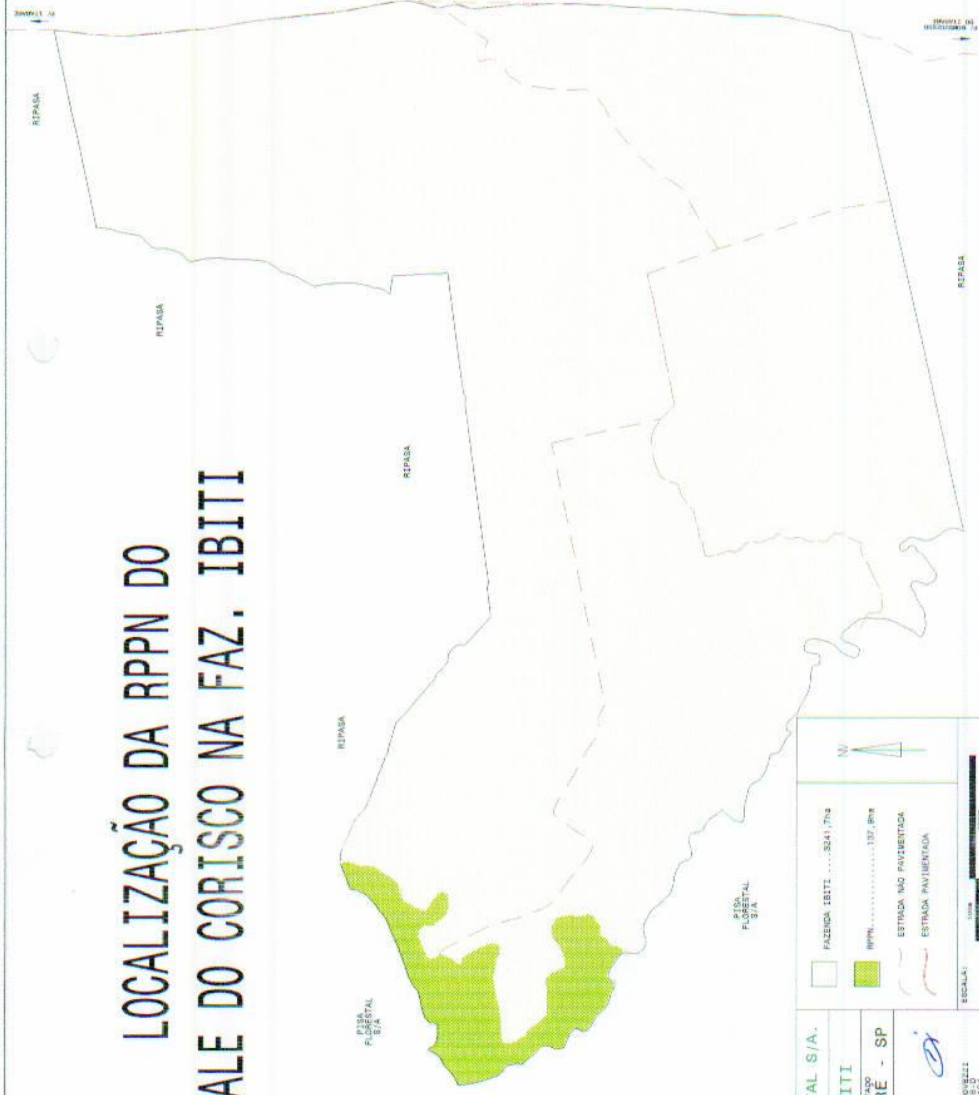 LOCALIZAÇÃO DA RPPN DO
ALE DO CORISCO NA FAZ. IBITI
RIPASA
RIPASA
RIPASA
RIPASA
RIPASA
PISA
FLORESTAL
S/A
PISA
FLORESTAL
S/A
FAZENDA IBITI ....3241,7ha
RPPN..............137,8ha
ESTRADA NÃO PAVIMENTADA
ESTRADA PAVIMENTADA
ESCALA:
AL S/A.
ITI
RÉ - SP